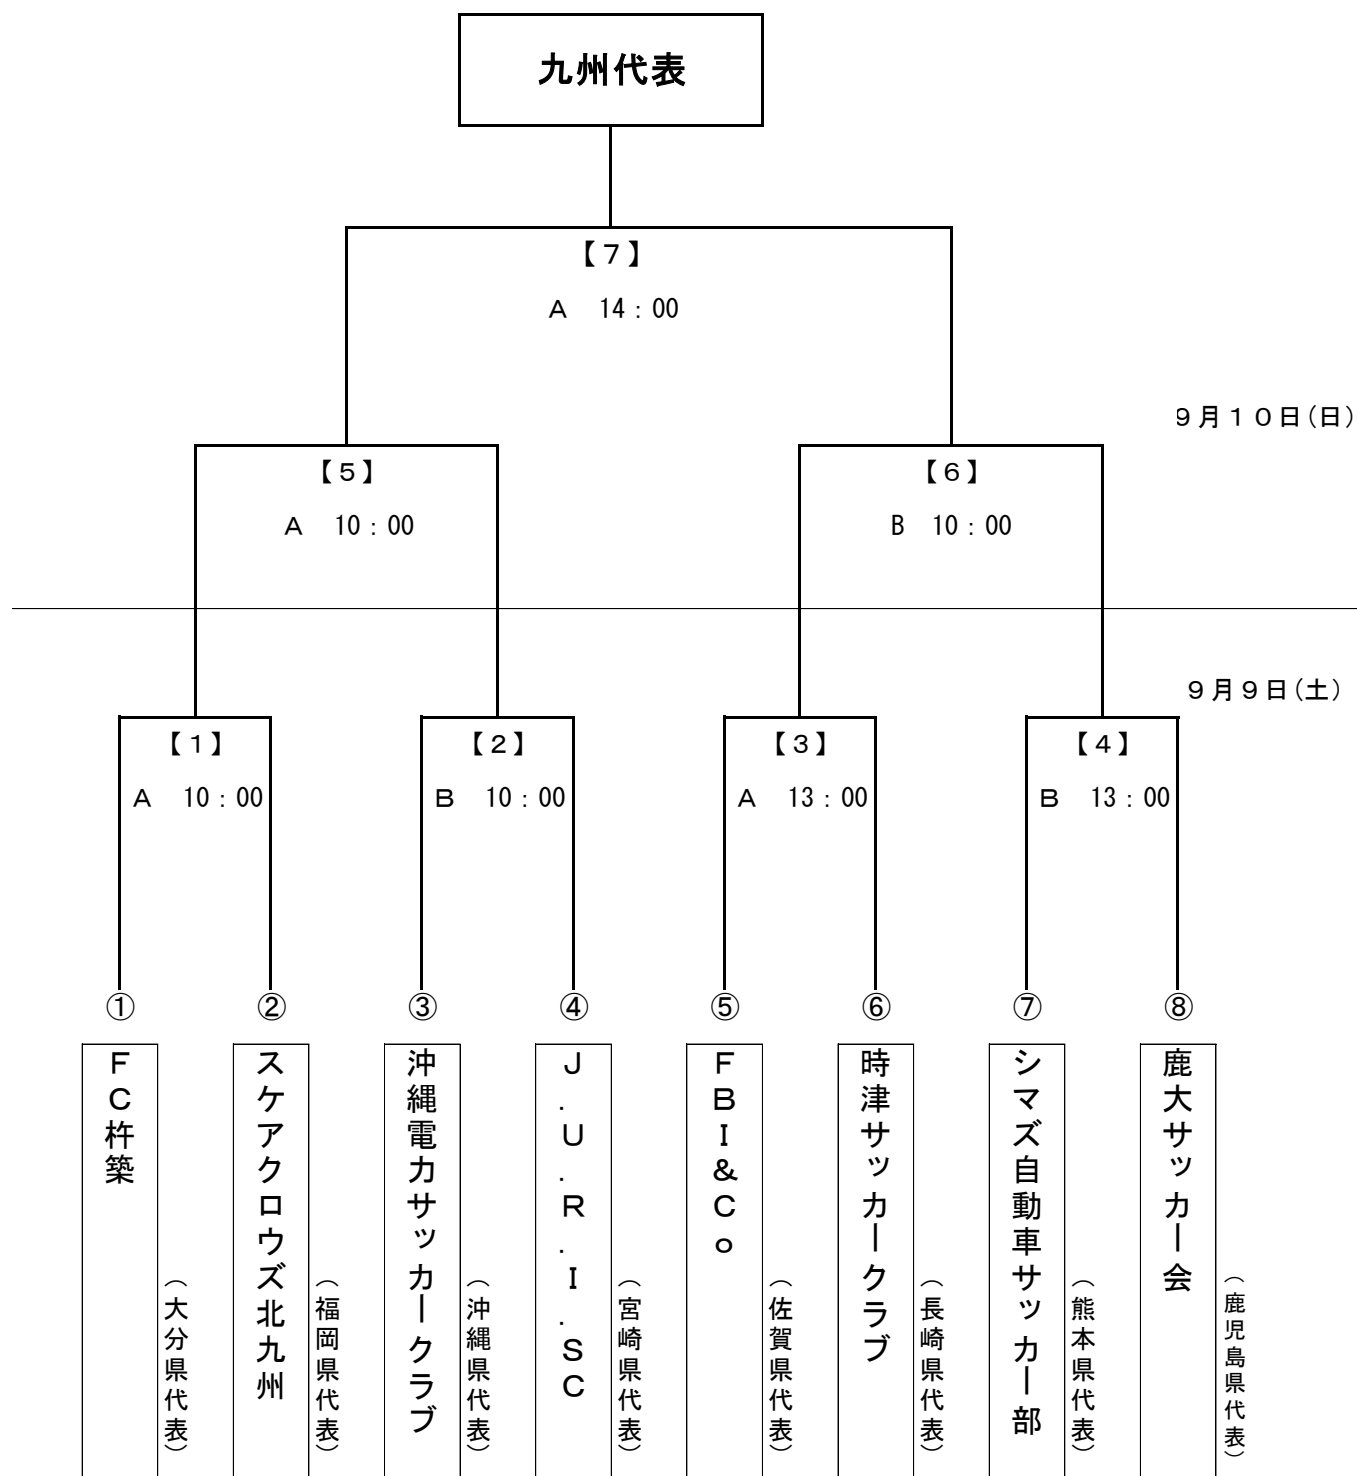 九州代表
【７】
Ａ　14：00
９月１０日（日）
【５】
Ａ　10：00
【６】
B　10：00
９月９日（土）
【１】
Ａ　10：00
【２】
Ｂ　10：00
【３】
Ａ　13：00
【４】
Ｂ　13：00
①
②
③
④
⑤
⑥
⑦
⑧
ＦＣ杵築
（大分県代表）
スケアクロウズ北九州
（福岡県代表）
沖縄電力サッカークラブ
（沖縄県代表）
Ｊ.Ｕ.Ｒ.Ｉ.ＳＣ
（宮崎県代表）
ＦＢＩ＆Ｃｏ
（佐賀県代表）
時津サッカークラブ
（長崎県代表）
シマズ自動車サッカー部
（熊本県代表）
鹿大サッカー会
（鹿児島県代表）